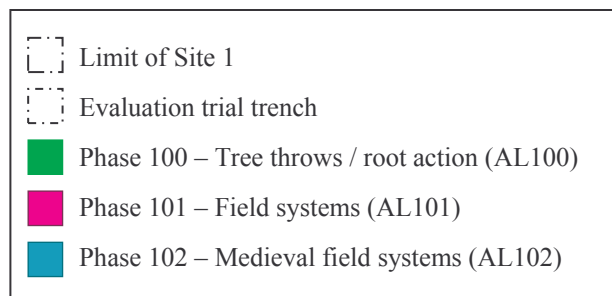 Limit of Site 1
Evaluation trial trench
Phase 100 – Tree throws / root action (AL100)
Phase 101 – Field systems (AL101)
Phase 102 – Medieval field systems (AL102)